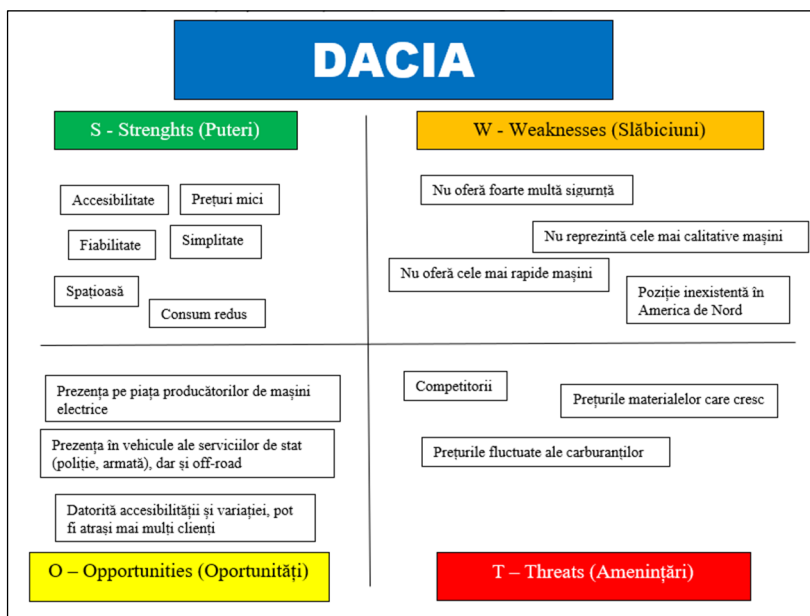 DACIA
S - Strenghts (Puteri)
W - Weaknesses (Slăbiciuni)
Accesibilitate
Prețuri mici
Fiabilitate
Simplitate
Spațioasă
Consum redus
Nu oferă foarte multă sigurnță
Nu reprezintă cele mai calitative mașini
Nu oferă cele mai rapide mașini
Poziție inexistentă în
America de Nord
Prezența pe piața producătorilor de mașini
electrice
Prezența în vehicule ale serviciilor de stat
(poliție, armată), dar și off-road
Datorită accesibilității și variației, pot
fi atrași mai mulți clienți
Competitorii
Prețurile materialelor care cresc
Prețurile fluctuate ale carburanților
O – Opportunities (Oportunități)
T – Threats (Amenințări)